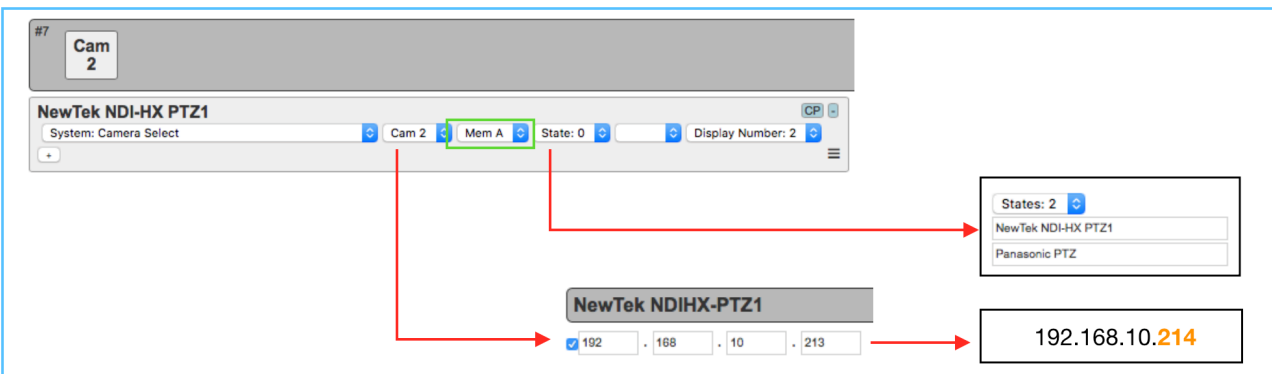 #7
Cam
2
NewTek NDI-HX PTZ1
CP -
System: Camera Select Cam 2 Mem A State: 0 Display Number: 2
+
States: 2
NewTek NDI-HX PTZ1
Panasonic PTZ
NewTek NDIHX-PTZ1
192 . 168 . 10 . 213
192.168.10.214